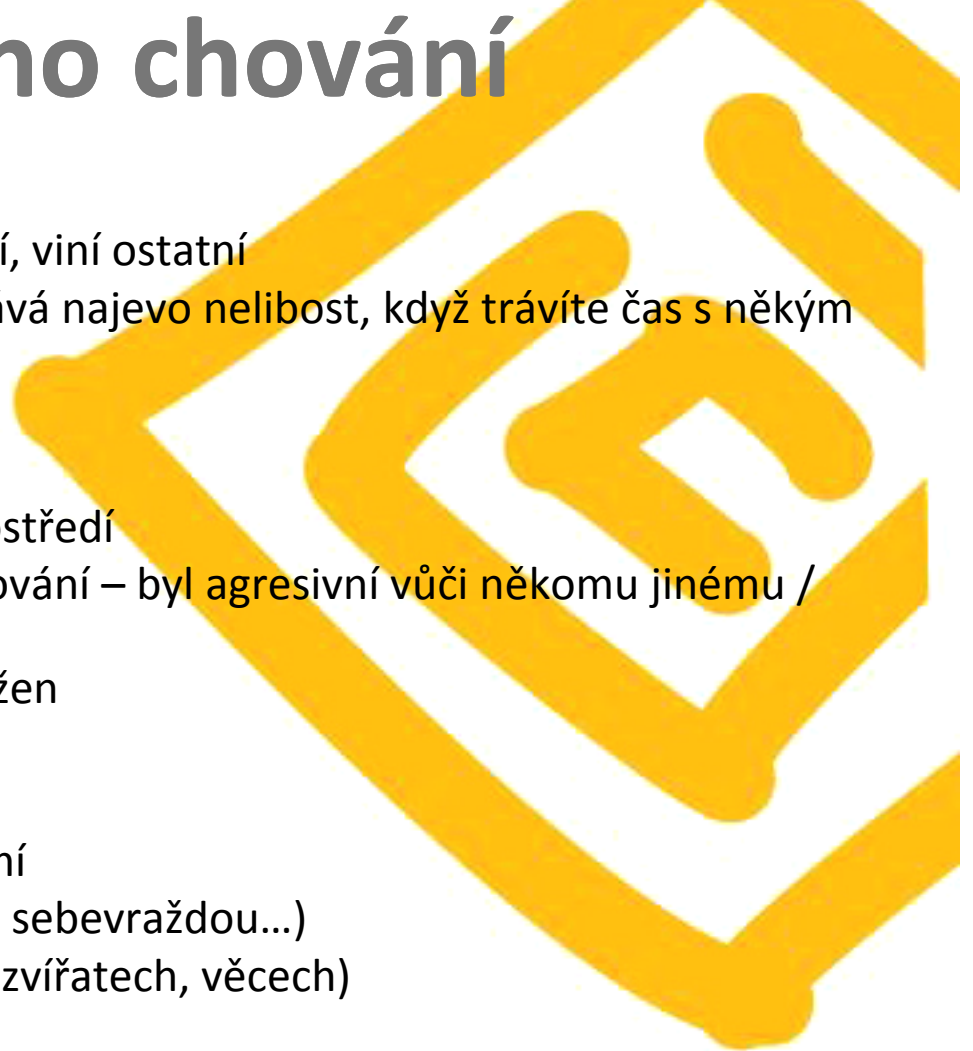 ho chování
í, viní ostatní
ává najevo nelibost, když trávíte čas s někým
ostředí
ování – byl agresivní vůči někomu jinému /
žen
ní
sebevraždou…)
zvířatech, věcech)